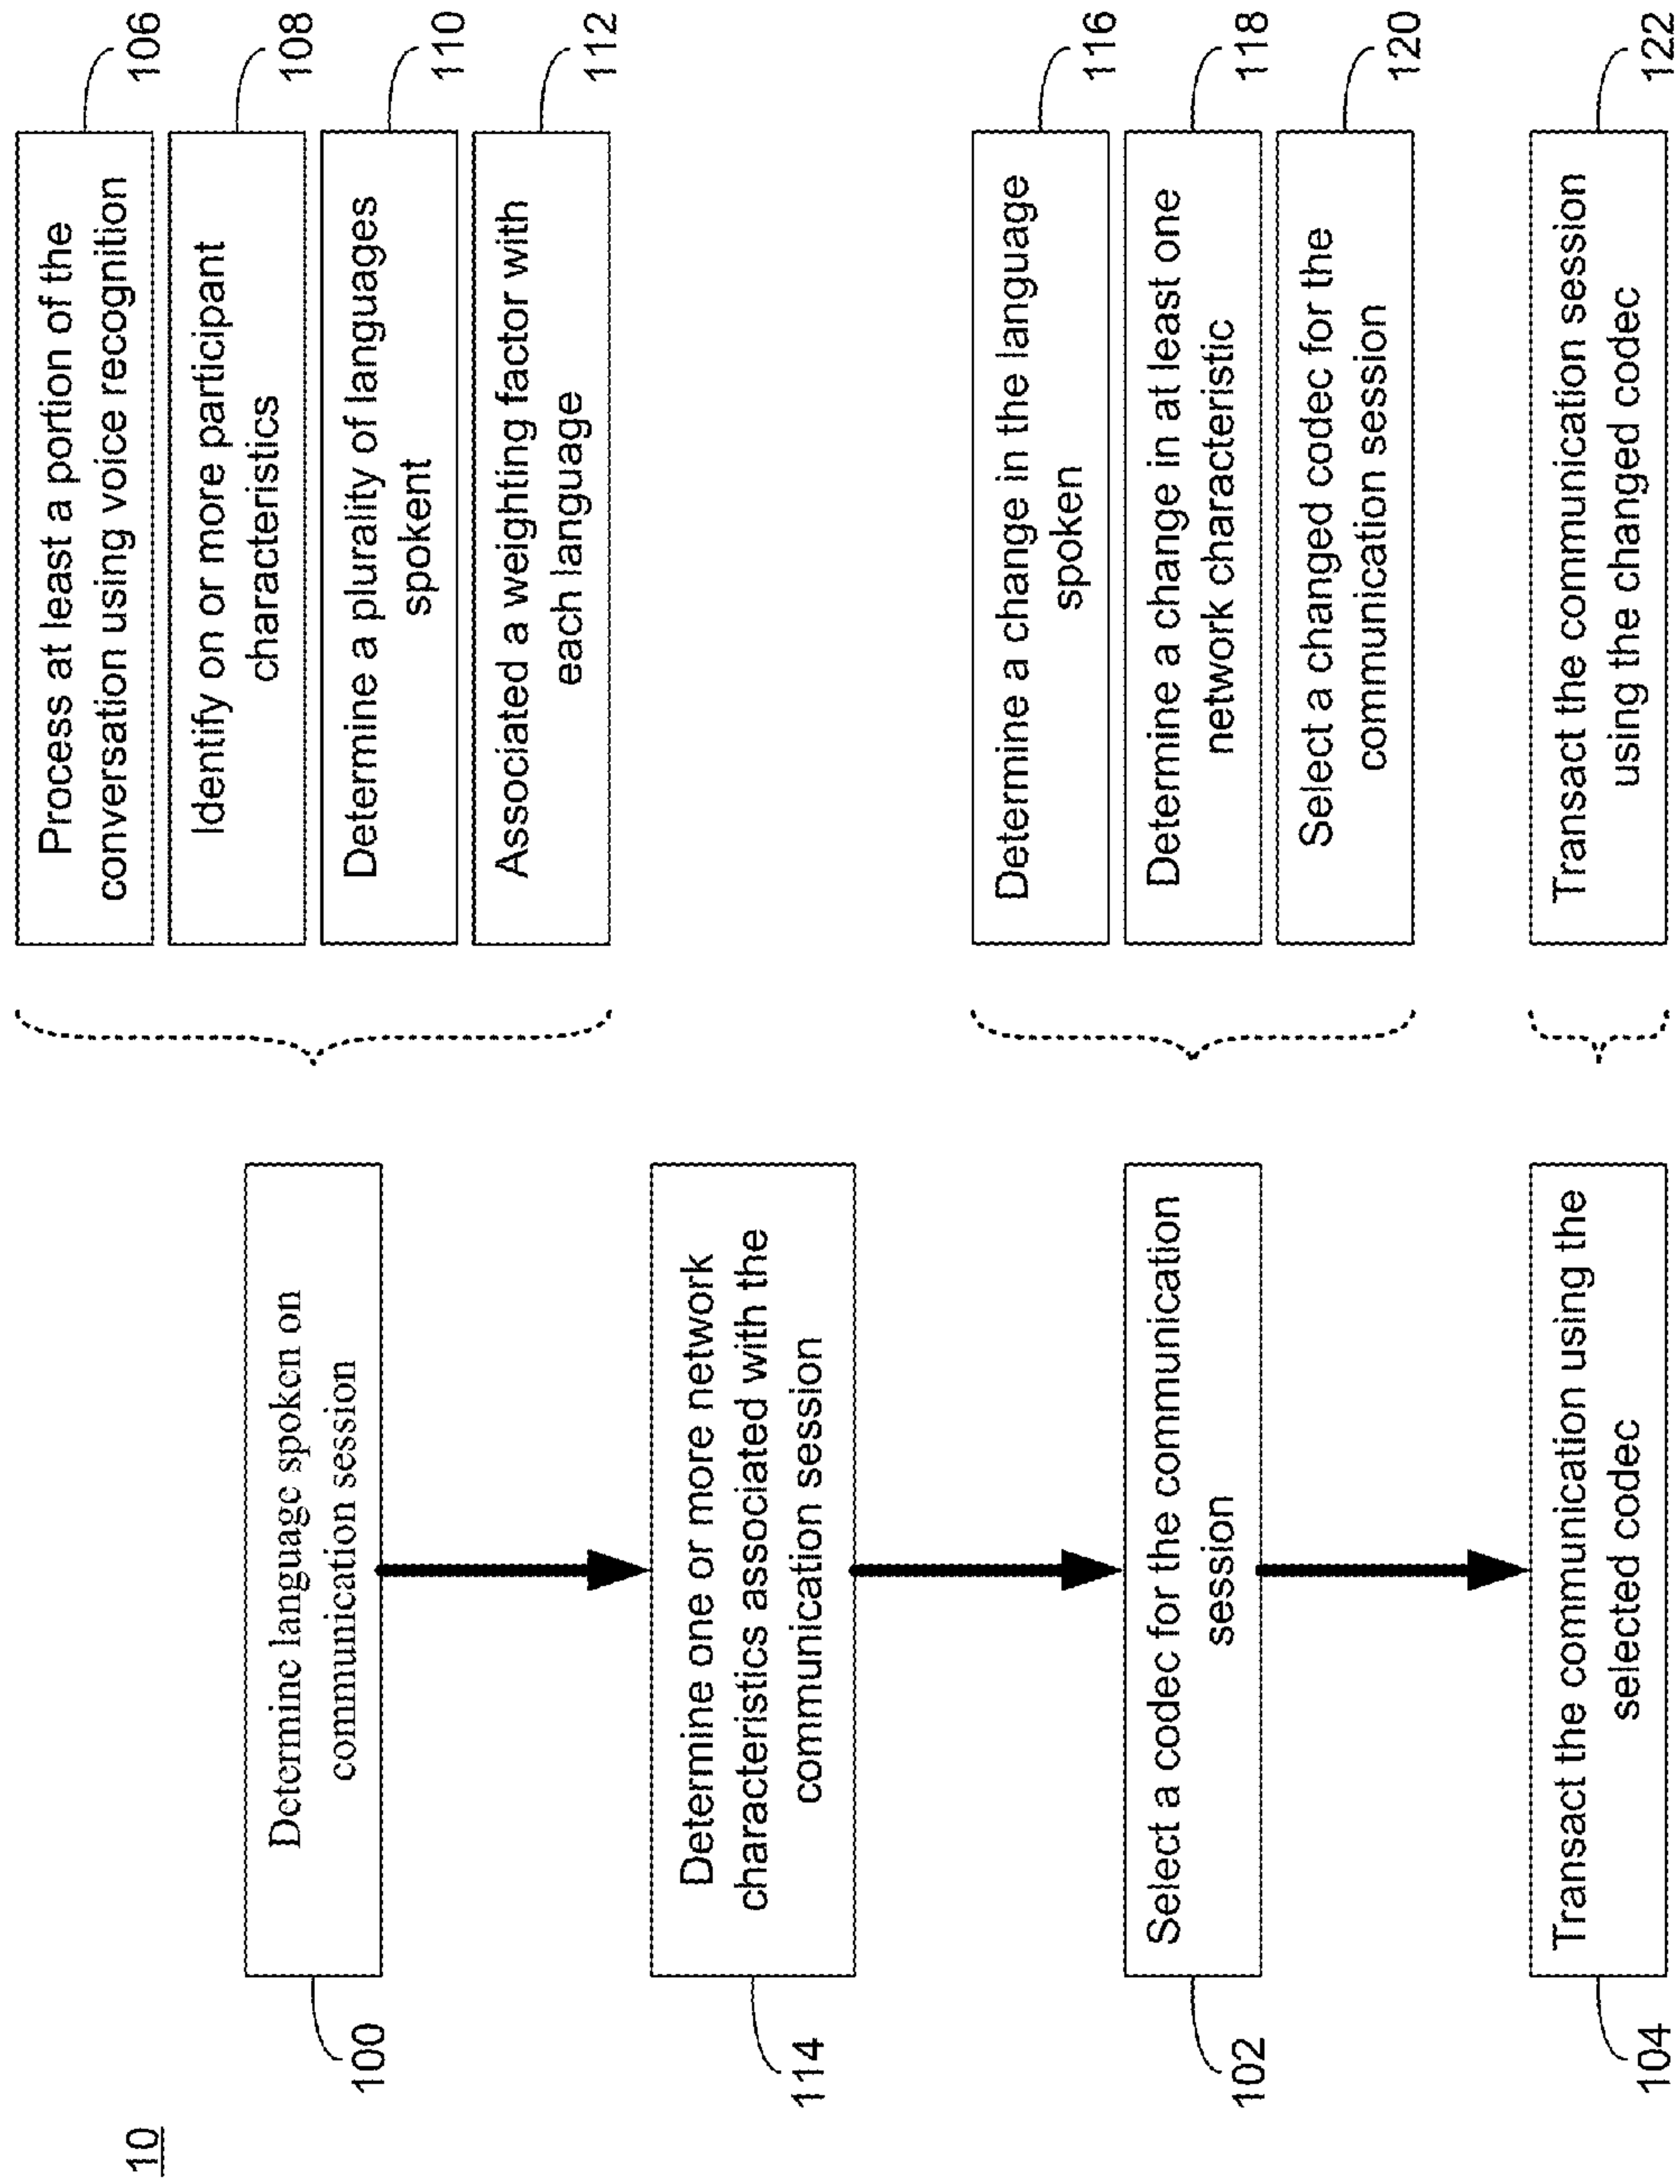 10
100
Determine language spoken on
communication session
Process at least a portion of the
conversation using voice recognition
106
Identify on or more participant
characteristics
108
Determine a plurality of languages
spokent
110
Associated a weighting factor with
each language
112
114
Determine one or more network
characteristics associated with the
communication session
102
Select a codec for the communication
session
Determine a change in the language
spoken
116
Determine a change in at least one
network characteristic
118
Select a changed codec for the
communication session
120
104
Transact the communication using the
selected codec
Transact the communication session
using the changed codec
122